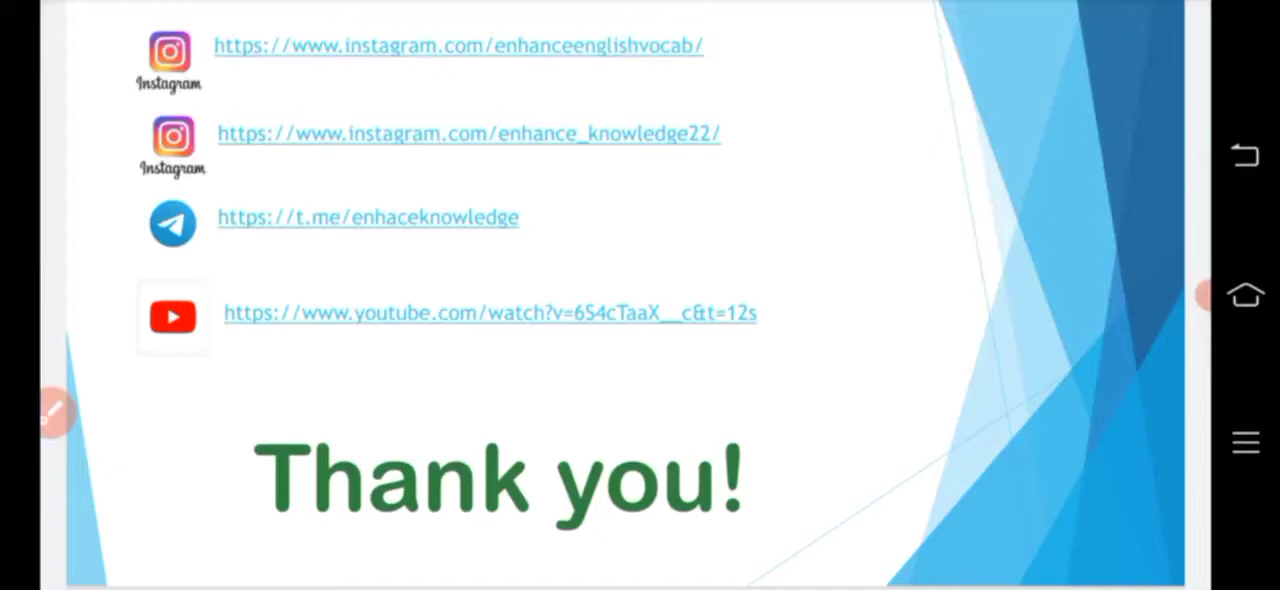 https://www.instagram.com/enhanceenglishvocab/
Instagram
https://www.instagram.com/enhance_knowledge22/
Instagram
https://t.me/enhaceknowledge
https://www.youtube.com/watch?v=6S4cTaaX__c&t=12s
Thank you!